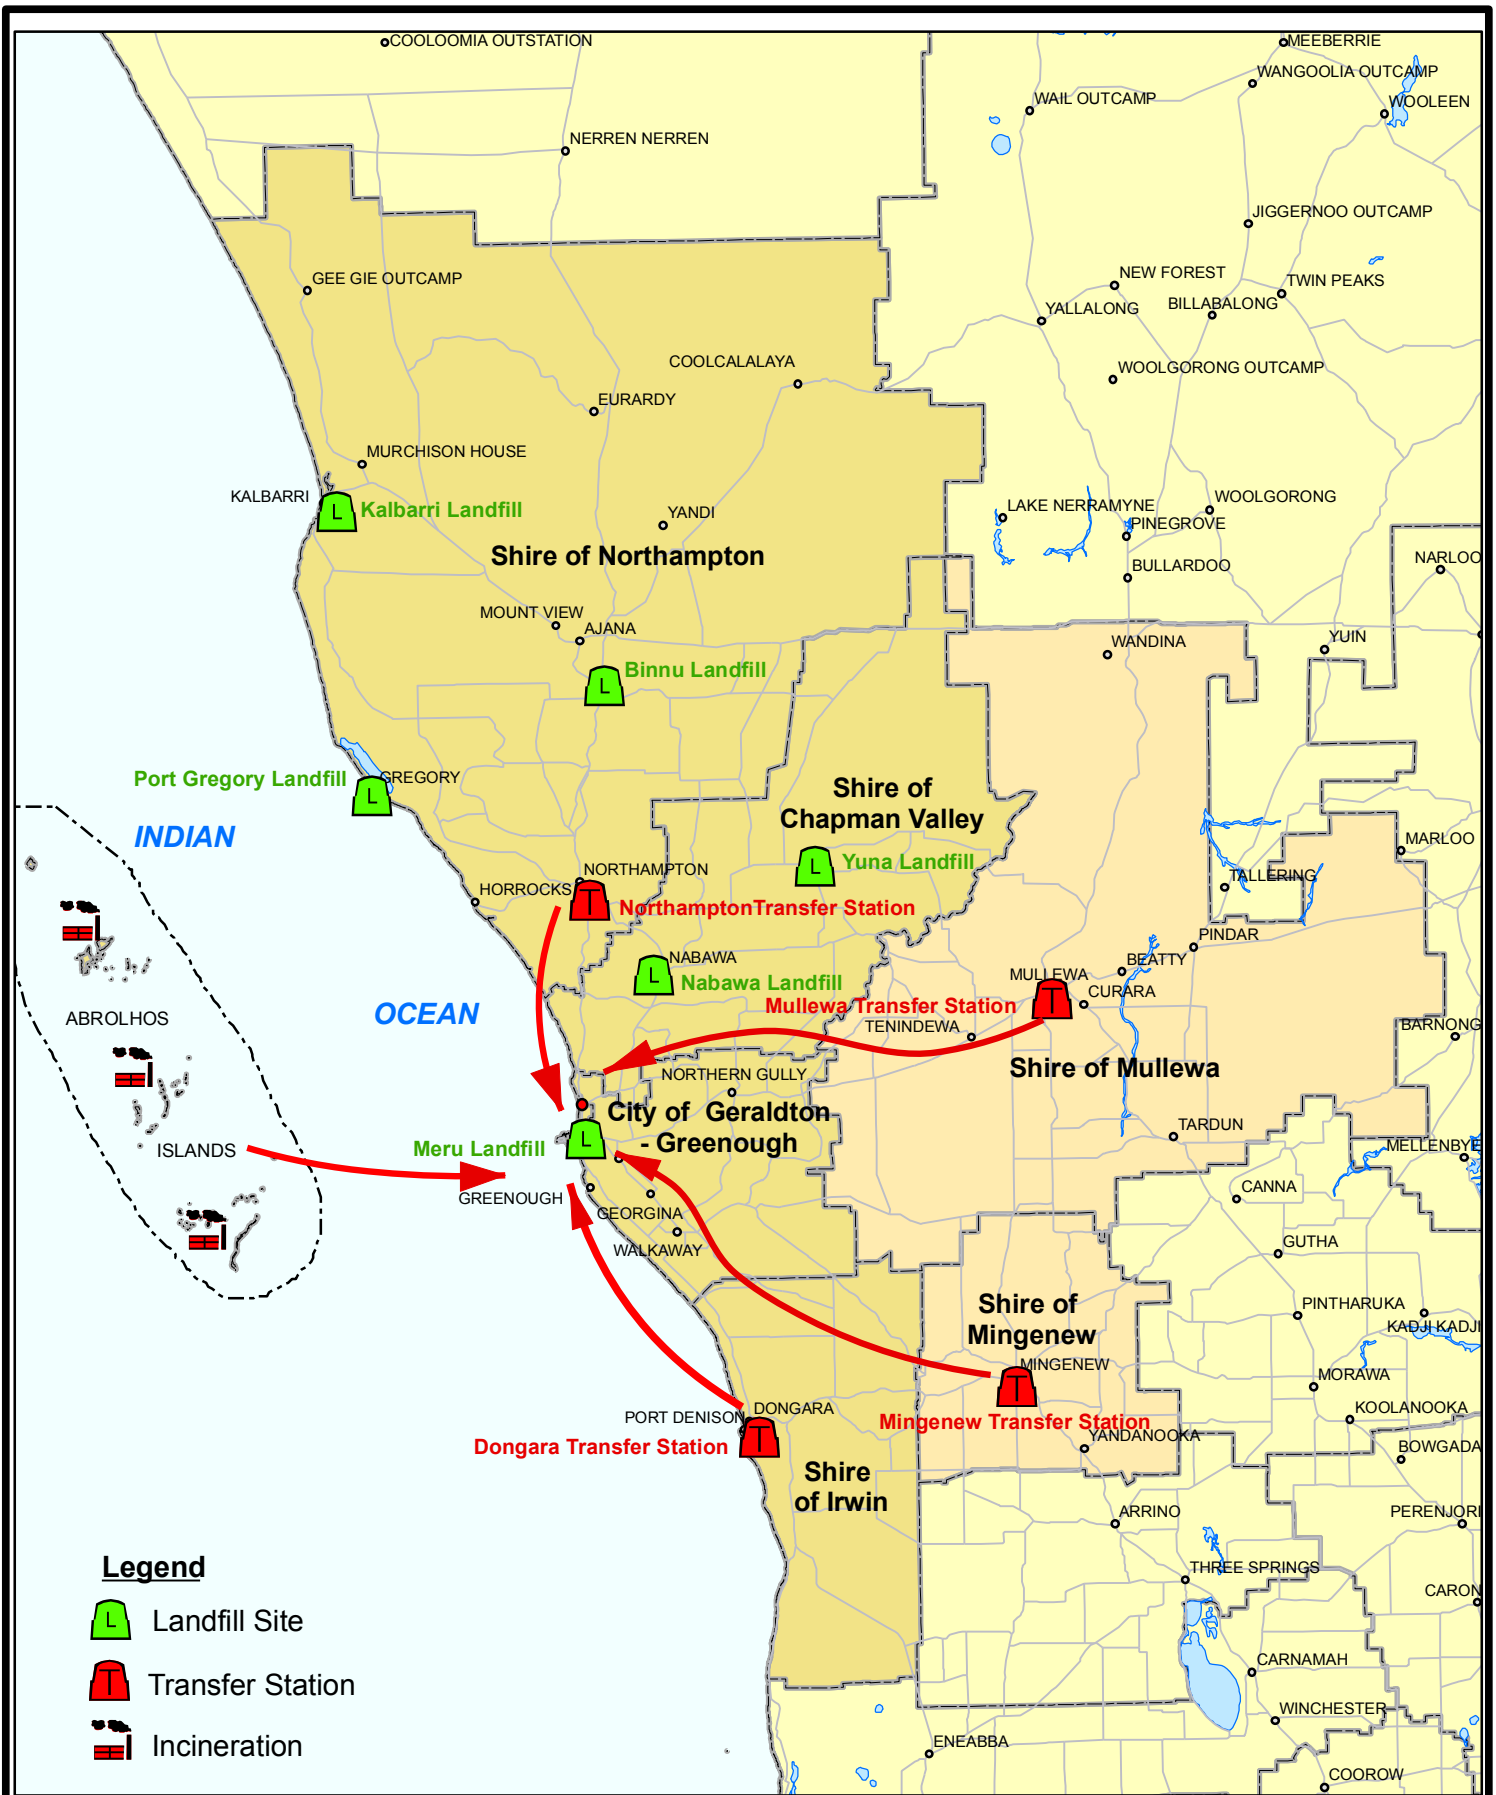 COOLOOMIA OUTSTATION
MEEBERRIE
WANGOOLIA OUTCAMP
WAIL OUTCAMP
WOOLEEN
NERREN NERREN
JIGGERNOO OUTCAMP
GEE GIE OUTCAMP
NEW FOREST
TWIN PEAKS
YALLALONG
BILLABALONG
COOLCALALAYA
WOOLGORONG OUTCAMP
EURARDY
MURCHISON HOUSE
KALBARRI
L
Kalbarri Landfill
YANDI
LAKE NERRAMYNE
WOOLGORONG
PINEGROVE
Shire of Northampton
BULLARDOO
NARLOO
MOUNT VIEW
AJANA
WANDINA
YUIN
Binnu Landfill
L
Port Gregory Landfill
GREGORY
L
Shire of
Chapman Valley
INDIAN
MARLOO
L
Yuna Landfill
NORTHAMPTON
TALLERING
HORROCKS
T
NorthamptonTransfer Station
PINDAR
NABAWA
L
Nabawa Landfill
BEATTY
MULLEWA
T
CURARA
Mullewa Transfer Station
OCEAN
ABROLHOS
TENINDEWA
BARNONG
Shire of Mullewa
NORTHERN GULLY
City of Geraldton
- Greenough
TARDUN
Meru Landfill
L
ISLANDS
MELLENBYE
GREENOUGH
CANNA
GEORGINA
WALKAWAY
GUTHA
Shire of
Mingenew
PINTHARUKA
KADJI KADJI
MINGENEW
T
MORAWA
PORT DENISON
DONGARA
Mingenew Transfer Station
KOOLANOOKA
Dongara Transfer Station
T
YANDANOOKA
BOWGADA
Shire
of Irwin
ARRINO
PERENJORI
Legend
THREE SPRINGS
CARON
L
Landfill Site
T
Transfer Station
CARNAMAH
WINCHESTER
Incineration
ENEABBA
COOROW